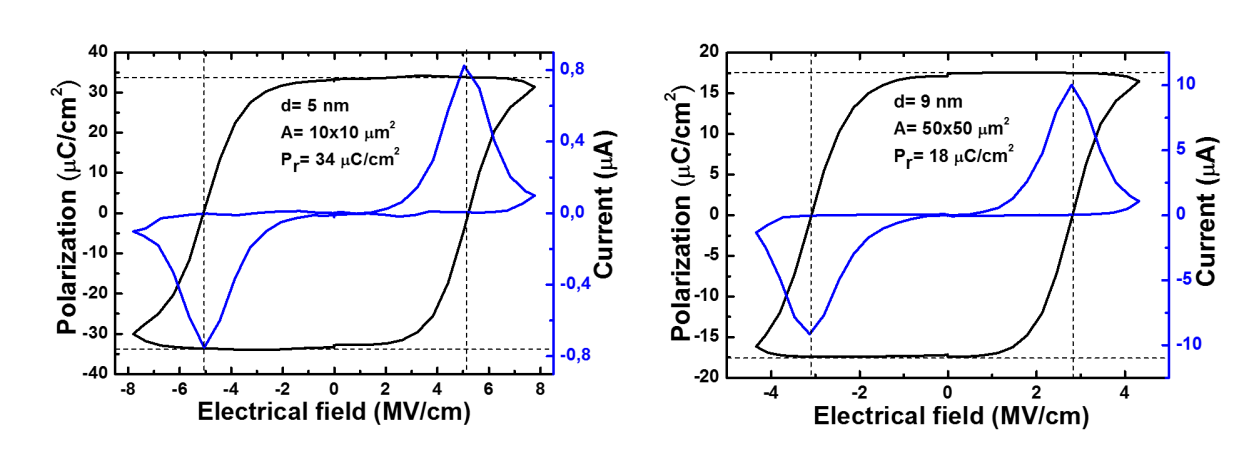 40
30
20
10
0
-10
-20
-30
-40
Polarization (μC/cm²)
d= 5 nm
A= 10x10 μm²
Pr= 34 μC/cm²
0,8
0,4
0,0
-0,4
-0,8
Current (μA)
-8 -6 -4 -2 0 2 4 6 8
Electrical field (MV/cm)
20
15
10
5
0
-5
-10
-15
-20
Polarization (μC/cm²)
d= 9 nm
A= 50x50 μm²
Pr= 18 μC/cm²
10
5
0
-5
-10
Current (μA)
-4 -2 0 2 4
Electrical field (MV/cm)